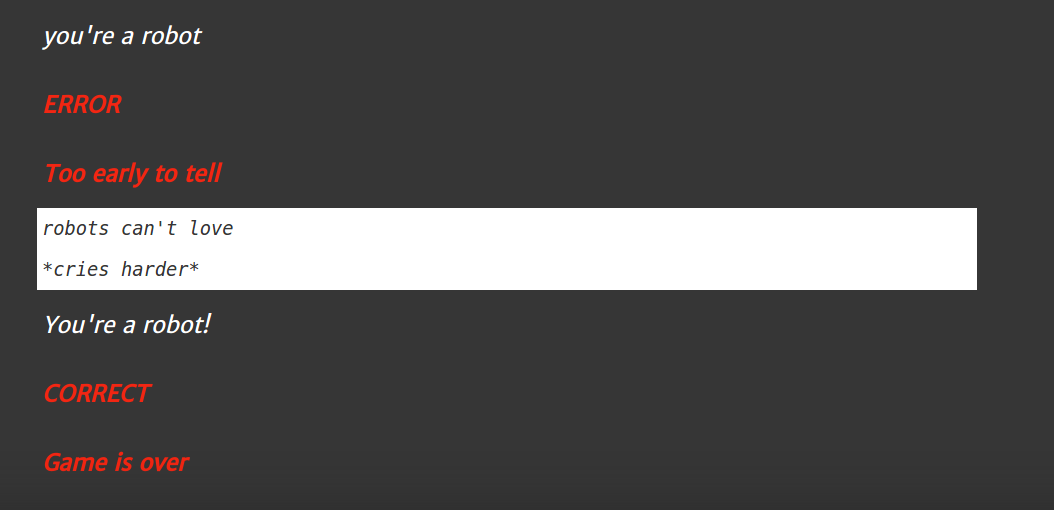 you're a robot
ERROR
Too early to tell
robots can't love
*cries harder*
You're a robot!
CORRECT
Game is over